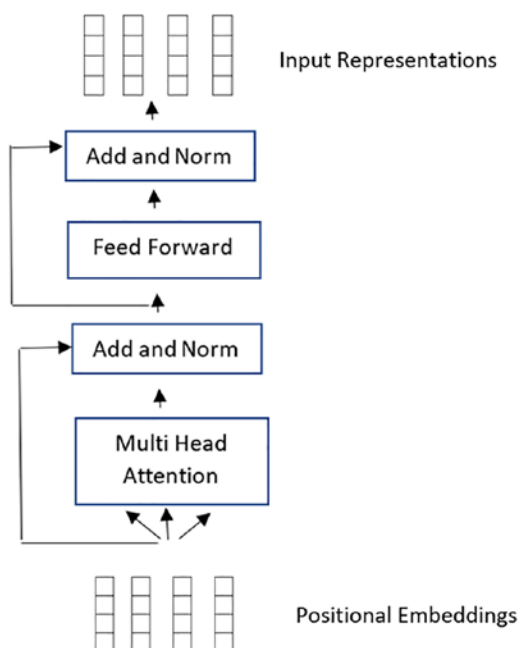 Input Representations
Add and Norm
Feed Forward
Add and Norm
Multi Head
Attention
Positional Embeddings